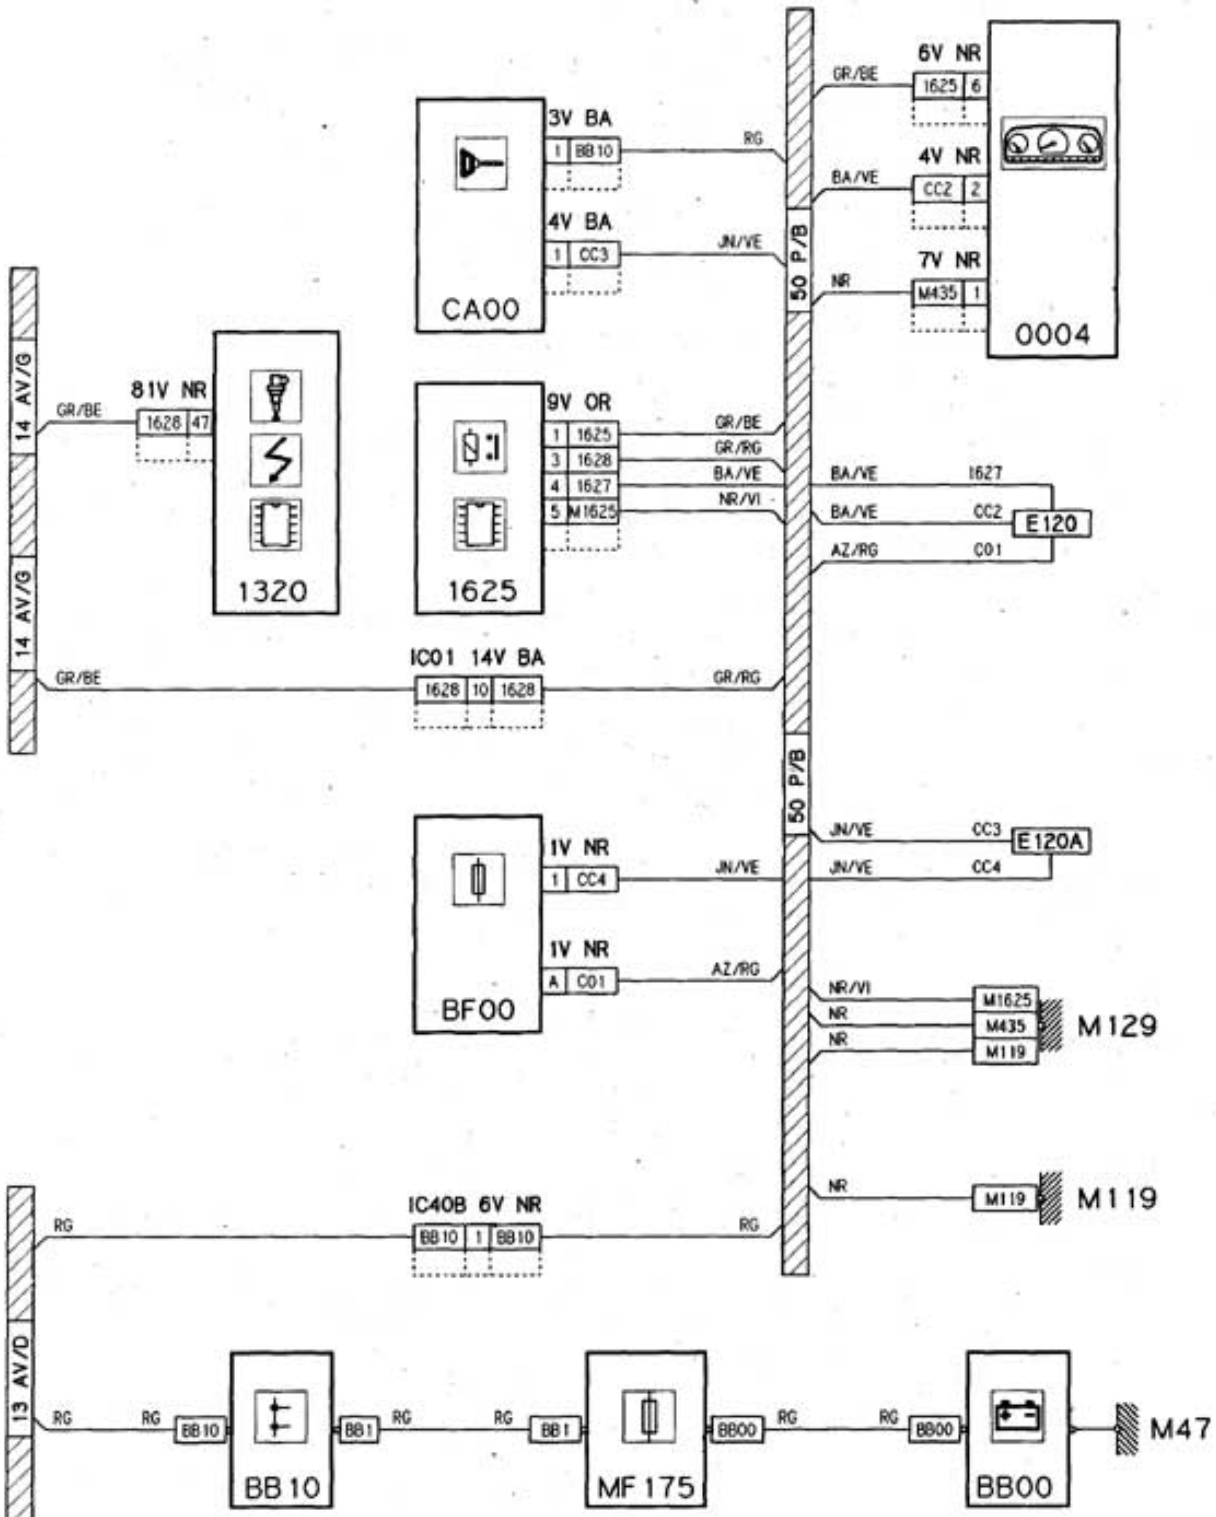 6V NR
GR/BE
1625 6
3V BA
1 BB10
RG
4V NR
BA/VE
CC2 2
4V BA
1 CC3
JN/VE
50 P/B
7V NR
NR
M435 1
CA00
0004
14 AV/G
81V NR
GR/BE
1628 47
9V OR
1 1625
GR/BE
3 1628
GR/RG
4 1627
BA/VE
BA/VE
1627
5 M1625
NR/VI
BA/VE
CC2
E120
AZ/RG
C01
1320
1625
14 AV/G
IC01 14V BA
GR/BE
1628 10 1628
GR/RG
50 P/B
JN/VE
CC3
E120A
1V NR
1 CC4
JN/VE
JN/VE
CC4
1V NR
A C01
AZ/RG
BF00
NR/VI
M1625
NR
M435
M129
NR
M119
NR
M119
M119
IC40B 6V NR
RG
BB10 1 BB10
RG
13 AV/D
RG
RG
BB10
BB1
RG
RG
BB1
BB00
RG
RG
BB00
M47
BB10
MF175
BB00